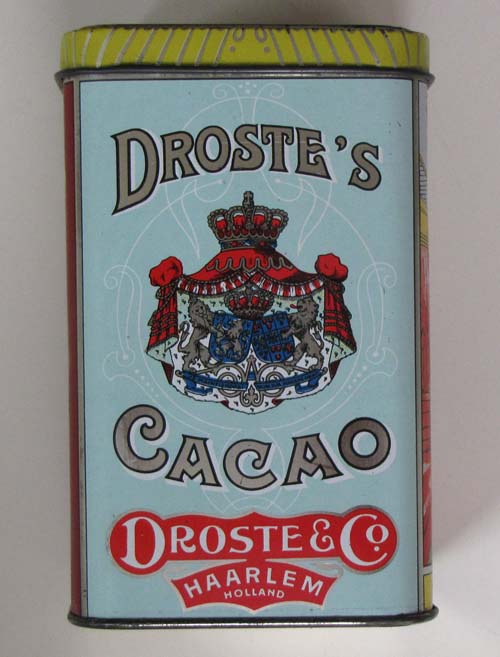 DROSTE'S
CACAO
DROSTE & Co
HAARLEM
HOLLAND